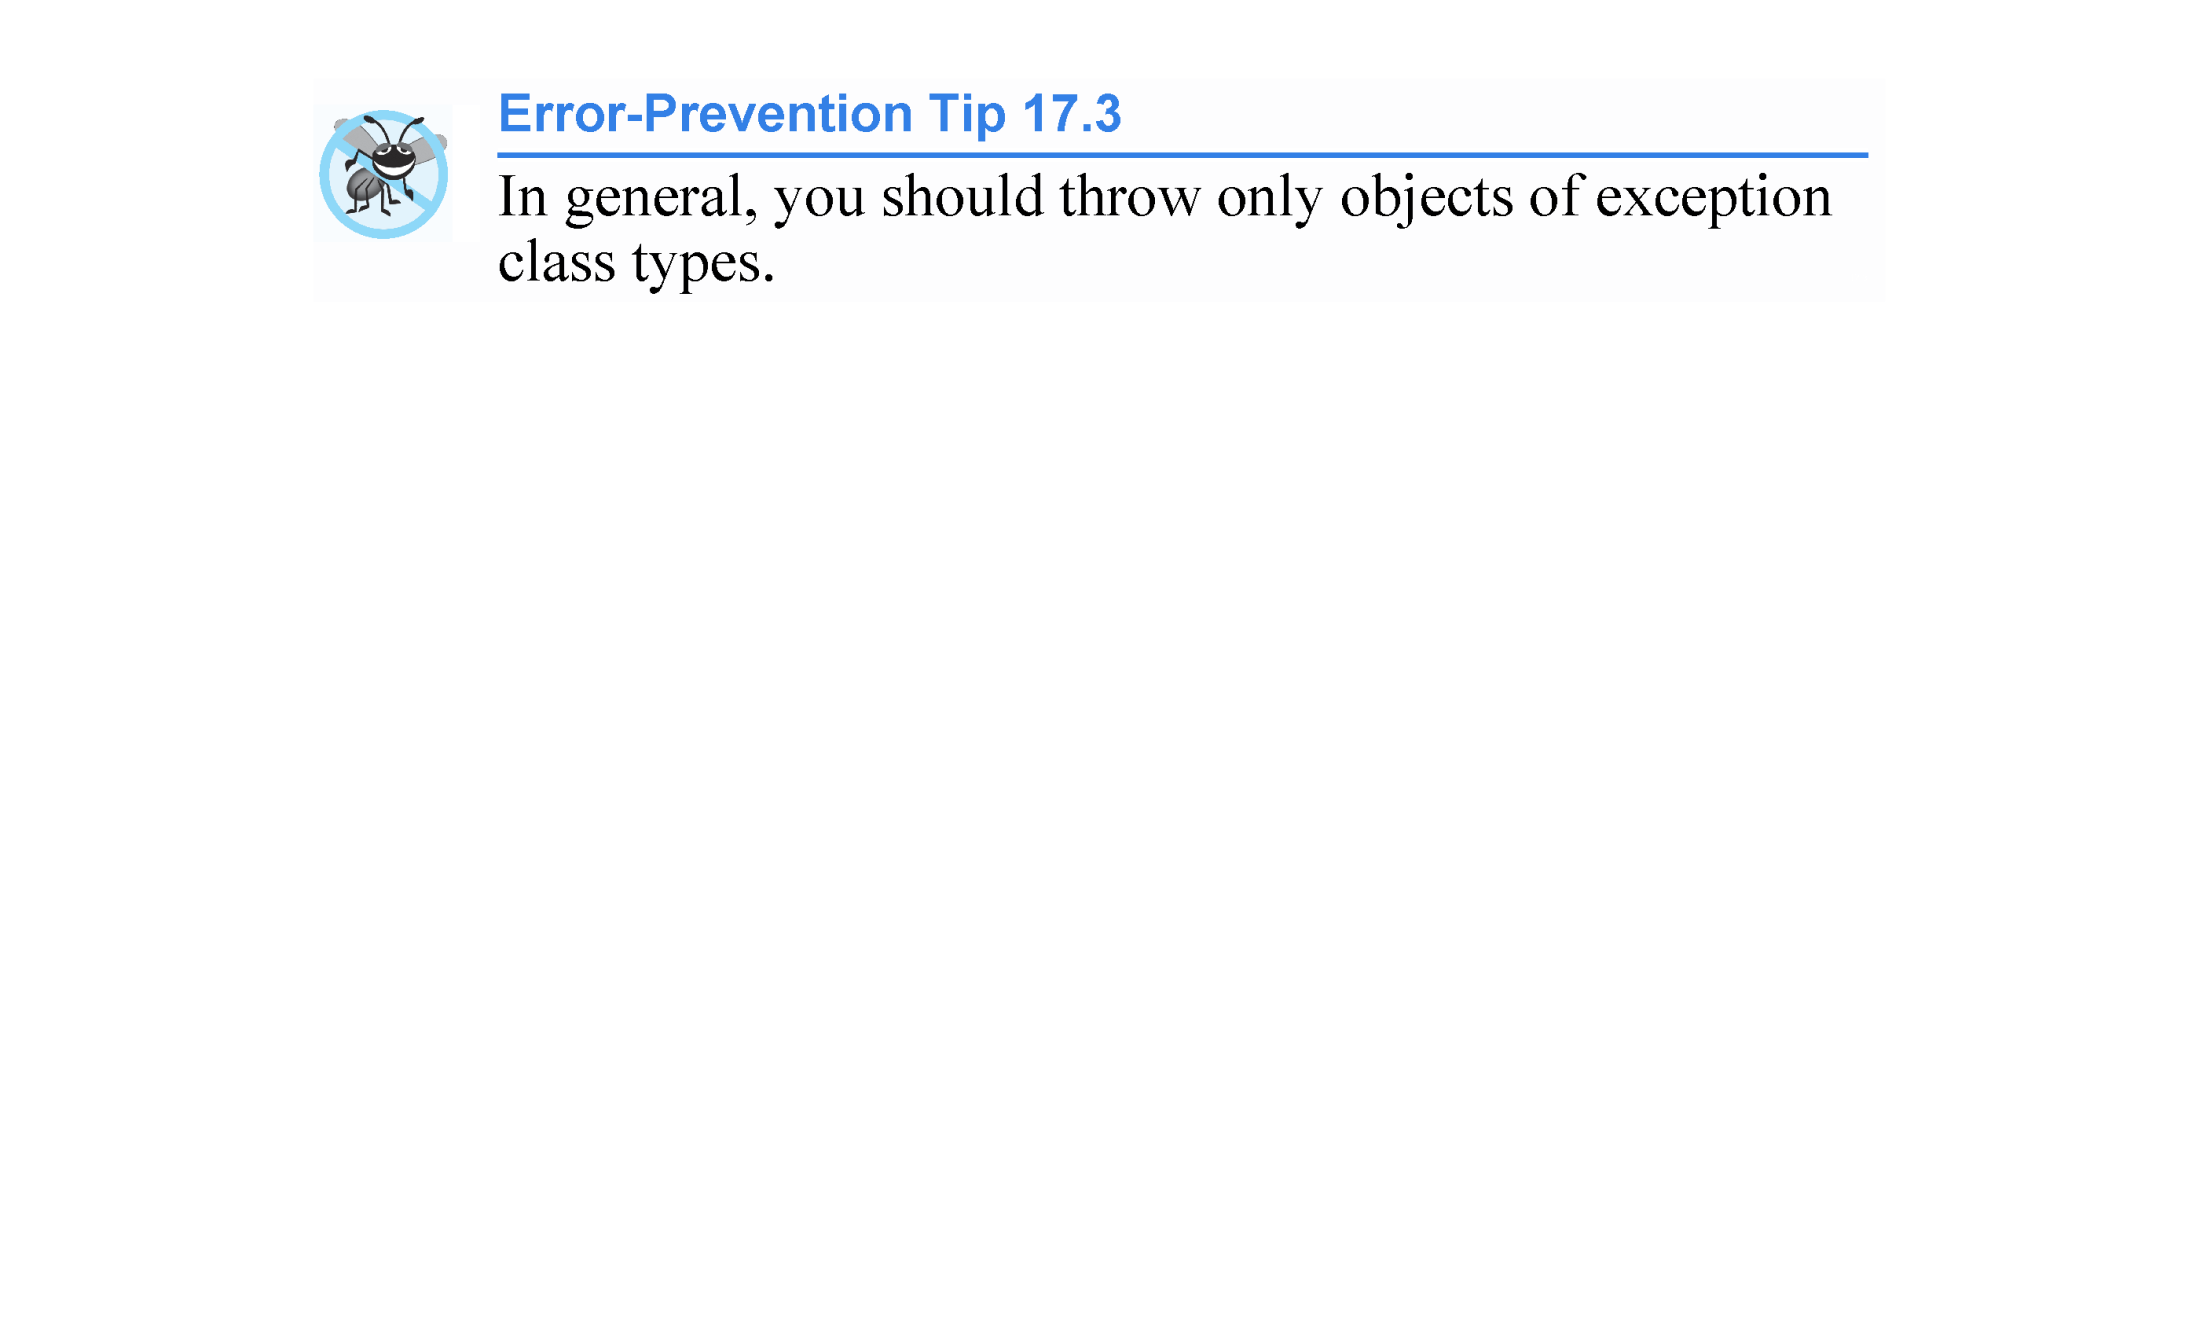 Error-Prevention Tip 17.3
In general, you should throw only objects of exception
class types.